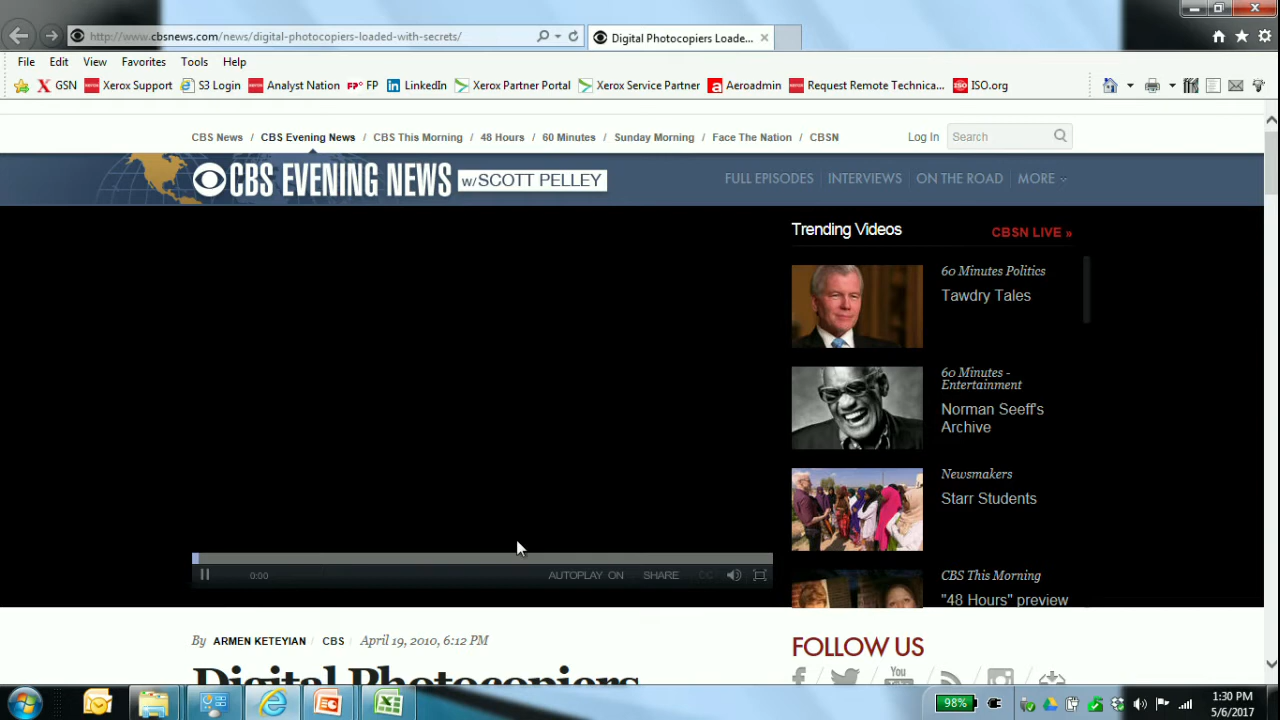 http://www.cbsnews.com/news/digital-photocopiers-loaded-with-secrets/
Digital Photocopiers Loade...
File Edit View Favorites Tools Help
GSN Xerox Support S3 Login Analyst Nation FP FP LinkedIn Xerox Partner Portal Xerox Service Partner Aeroadmin Request Remote Technica... ISO.org
CBS News / CBS Evening News / CBS This Morning / 48 Hours / 60 Minutes / Sunday Morning / Face The Nation / CBSN
Log In Search
CBS EVENING NEWS w/SCOTT PELLEY
FULL EPISODES INTERVIEWS ON THE ROAD MORE
Trending Videos CBSN LIVE »
60 Minutes Politics
Tawdry Tales
60 Minutes -
Entertainment
Norman Seeff's
Archive
Newsmakers
Starr Students
CBS This Morning
"48 Hours" preview
0:00 AUTOPLAY ON SHARE CC
By ARMEN KETEYIAN / CBS / April 19, 2010, 6:12 PM
Digital Photocopiers
FOLLOW US
You
98%
1:30 PM
5/6/2017